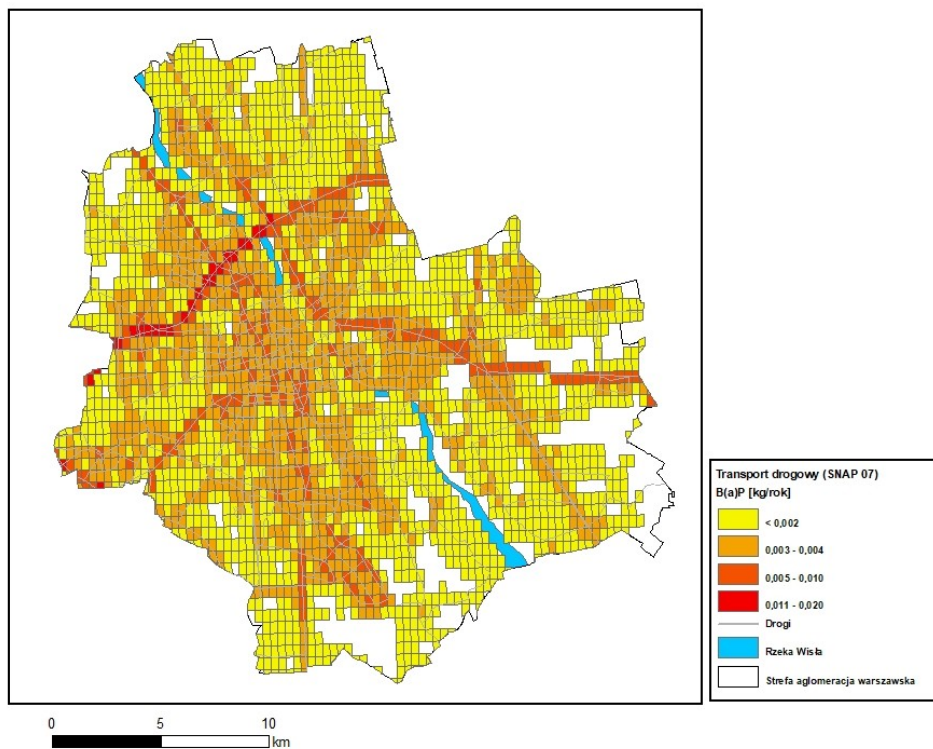 Transport drogowy (SNAP 07)
B(a)P [kg/rok]
< 0,002
0,003 - 0,004
0,005 - 0,010
0,011 - 0,020
Drogi
Rzeka Wisła
Strefa aglomeracja warszawska
0 5 10
km